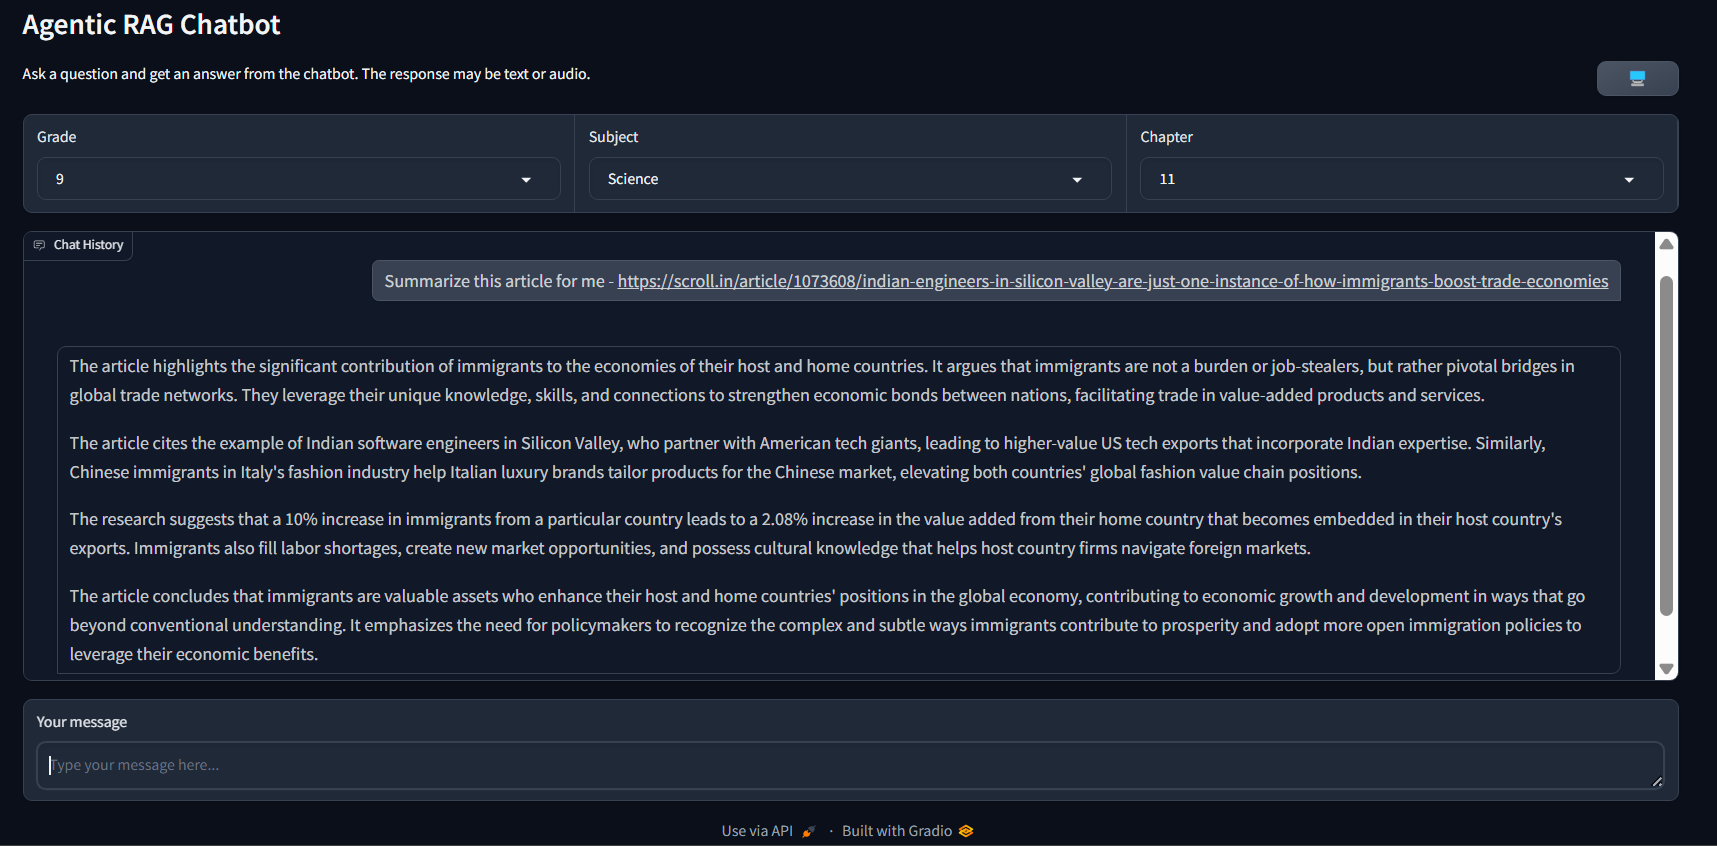 Agentic RAG Chatbot
Ask a question and get an answer from the chatbot. The response may be text or audio.
Grade
Subject
Chapter
9
Science
11
Chat History
Summarize this article for me - https://scroll.in/article/1073608/indian-engineers-in-silicon-valley-are-just-one-instance-of-how-immigrants-boost-trade-economies
The article highlights the significant contribution of immigrants to the economies of their host and home countries. It argues that immigrants are not a burden or job-stealers, but rather pivotal bridges in
global trade networks. They leverage their unique knowledge, skills, and connections to strengthen economic bonds between nations, facilitating trade in value-added products and services.
The article cites the example of Indian software engineers in Silicon Valley, who partner with American tech giants, leading to higher-value US tech exports that incorporate Indian expertise. Similarly,
Chinese immigrants in Italy's fashion industry help Italian luxury brands tailor products for the Chinese market, elevating both countries' global fashion value chain positions.
The research suggests that a 10% increase in immigrants from a particular country leads to a 2.08% increase in the value added from their home country that becomes embedded in their host country's
exports. Immigrants also fill labor shortages, create new market opportunities, and possess cultural knowledge that helps host country firms navigate foreign markets.
The article concludes that immigrants are valuable assets who enhance their host and home countries' positions in the global economy, contributing to economic growth and development in ways that go
beyond conventional understanding. It emphasizes the need for policymakers to recognize the complex and subtle ways immigrants contribute to prosperity and adopt more open immigration policies to
leverage their economic benefits.
Your message
Type your message here...
Use via API · Built with Gradio